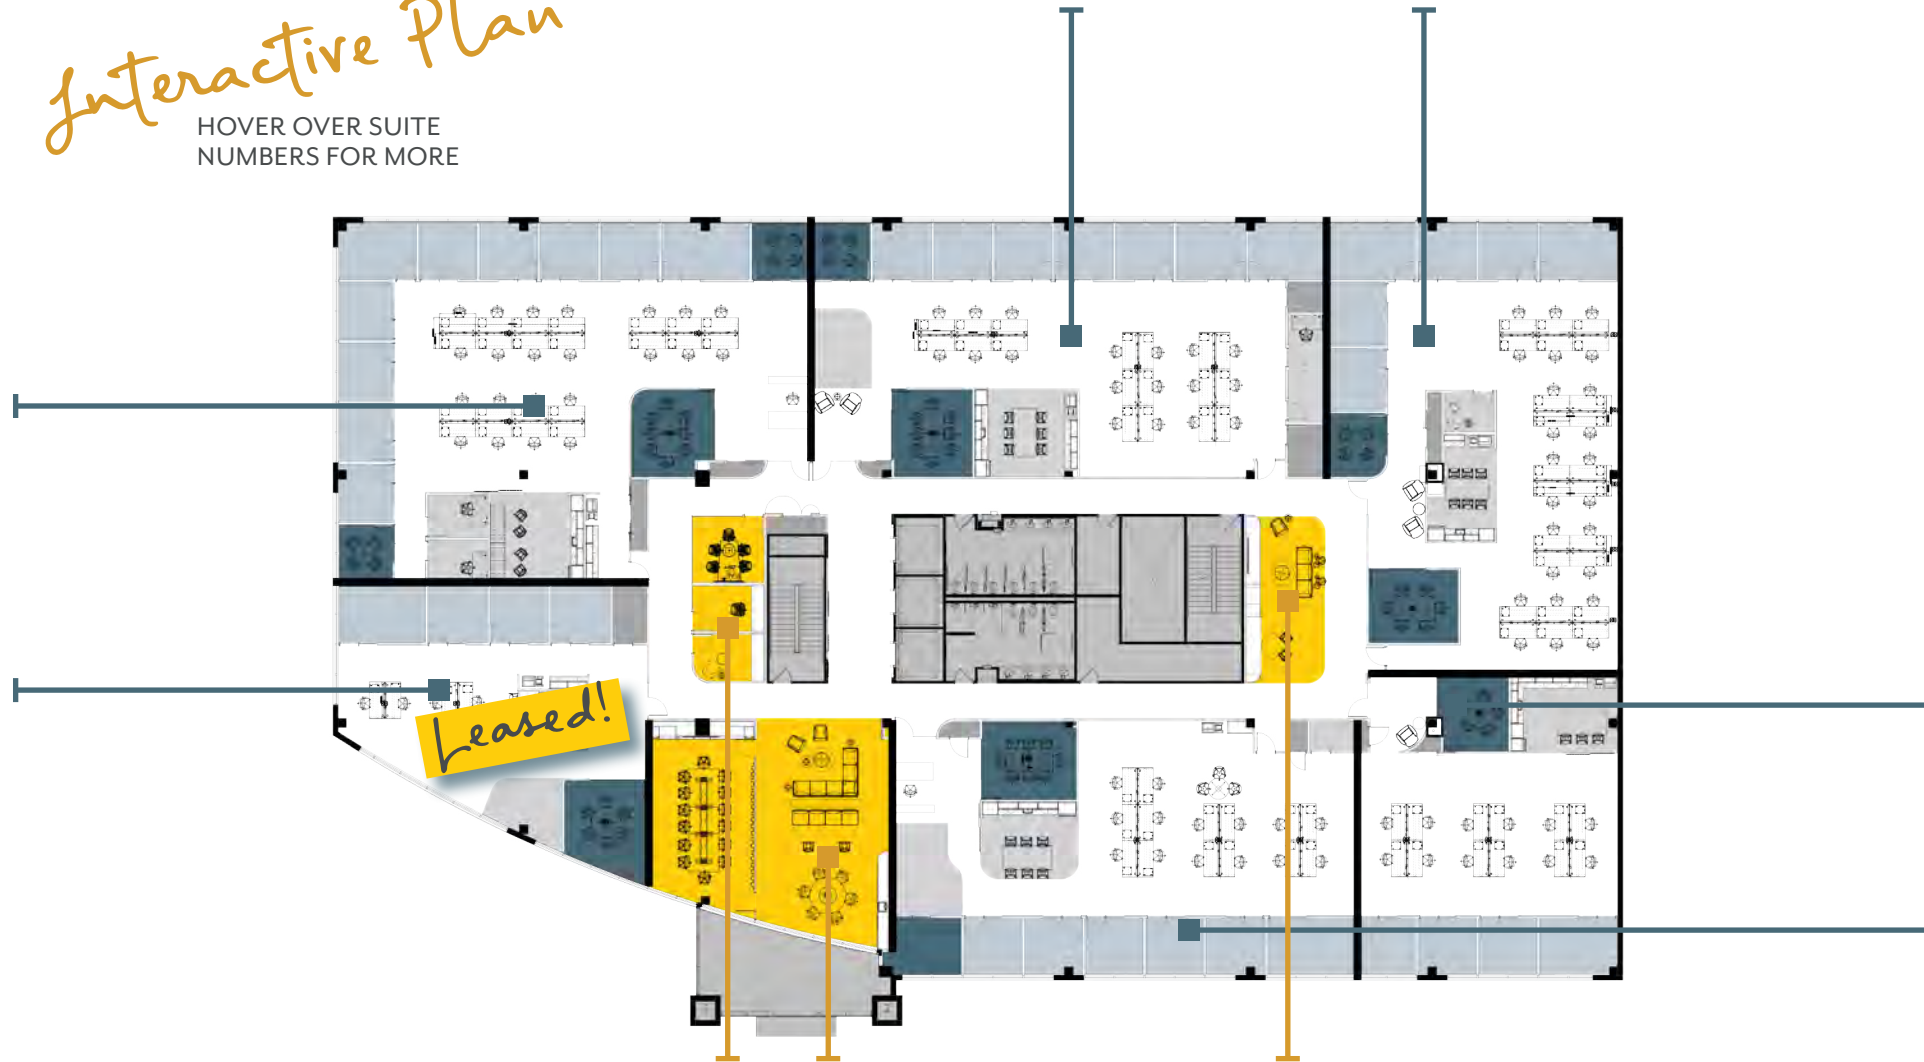 Interactive Plan
HOVER OVER SUITE
NUMBERS FOR MORE
Leased!